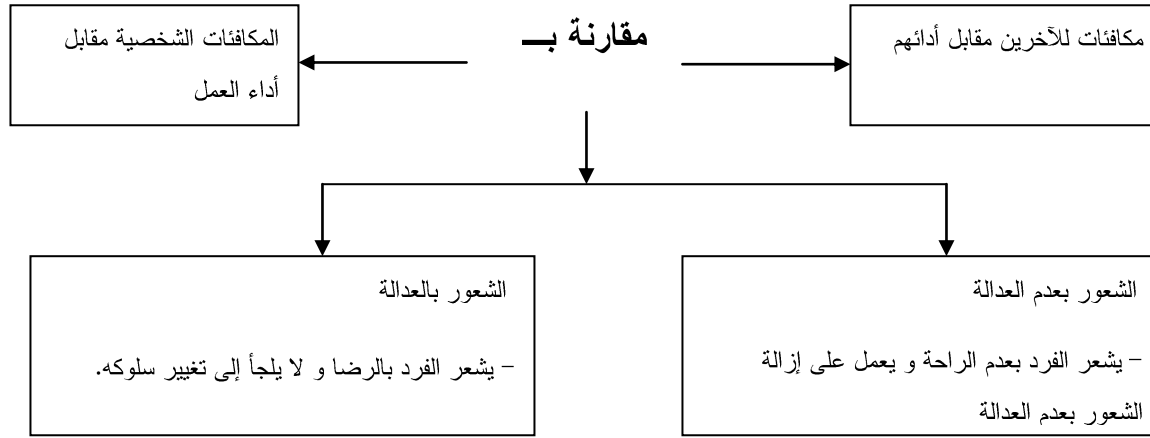 مكافئات للآخرين مقابل أدائهم
مقارنة بـــ
المكافئات الشخصية مقابل
أداء العمل
الشعور بعدم العدالة
– يشعر الفرد بعدم الراحة و يعمل على إزالة
الشعور بعدم العدالة
الشعور بالعدالة
– يشعر الفرد بالرضا و لا يلجأ إلى تغيير سلوكه.